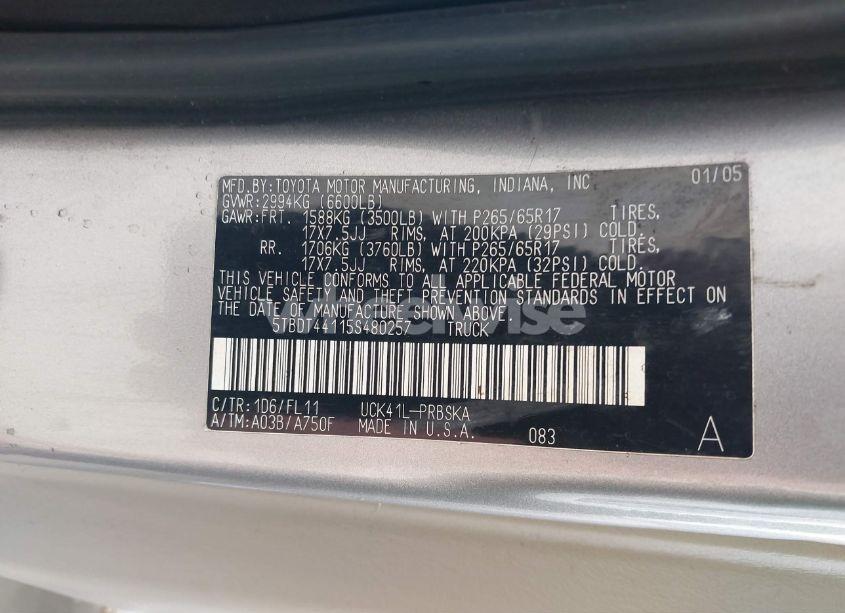 MFD.BY:TOYOTA MOTOR MANUFACTURING, INDIANA, INC 01/05
GVWR:2994KG (6600LB)
GAWR:FRT. 1588KG (3500LB) WITH P265/65R17 TIRES,
17X7.5JJ RIMS, AT 200KPA (29PSI) COLD.
RR. 1706KG (3760LB) WITH P265/65R17 TIRES,
17X7.5JJ RIMS, AT 220KPA (32PSI) COLD.
THIS VEHICLE CONFORMS TO ALL APPLICABLE FEDERAL MOTOR
VEHICLE SAFETY AND THEFT PREVENTION STANDARDS IN EFFECT ON
THE DATE OF MANUFACTURE SHOWN ABOVE.
wheelwise
5TBDT44115S480257 TRUCK
C/TR:1D6/FL11 UCK41L-PRBSKA
A/TM:A03B/A750F MADE IN U.S.A. 083 A